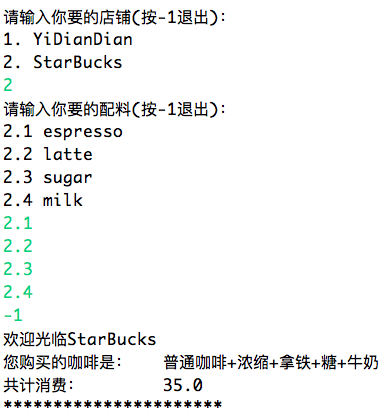 请输入你要的店铺(按-1退出):
1. YiDianDian
2. StarBucks
2
请输入你要的配料(按-1退出):
2.1 espresso
2.2 latte
2.3 sugar
2.4 milk
2.1
2.2
2.3
2.4
-1
欢迎光临StarBucks
您购买的咖啡是: 普通咖啡+浓缩+拿铁+糖+牛奶
共计消费: 35.0
**********************